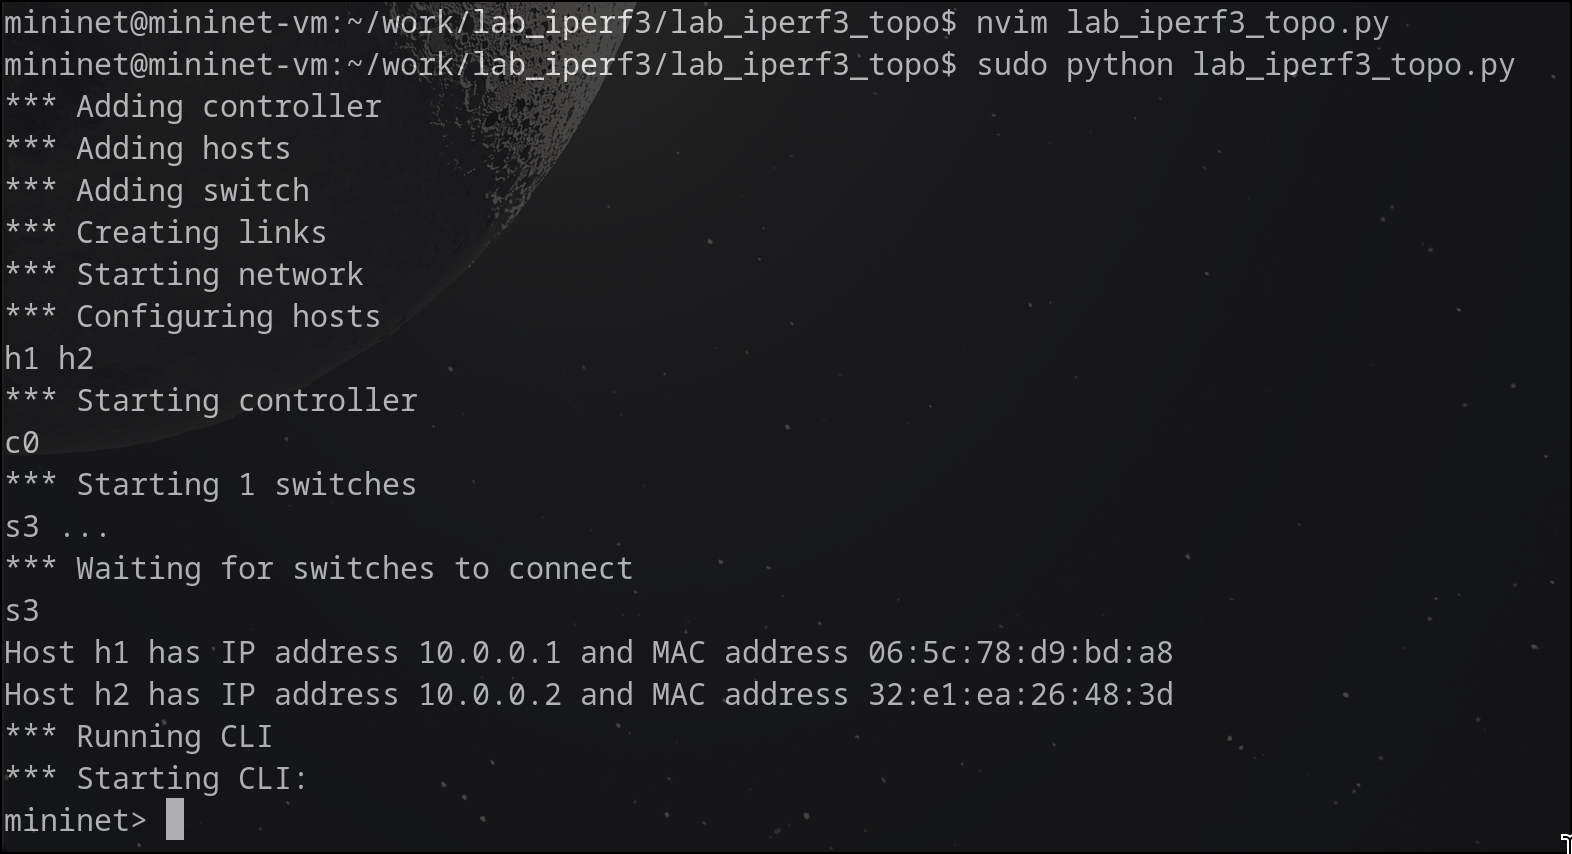 mininet@mininet-vm:~/work/lab_iperf3/lab_iperf3_topo$ nvim lab_iperf3_topo.py
mininet@mininet-vm:~/work/lab_iperf3/lab_iperf3_topo$ sudo python lab_iperf3_topo.py
*** Adding controller
*** Adding hosts
*** Adding switch
*** Creating links
*** Starting network
*** Configuring hosts
h1 h2
*** Starting controller
c0
*** Starting 1 switches
s3 ...
*** Waiting for switches to connect
s3
Host h1 has IP address 10.0.0.1 and MAC address 06:5c:78:d9:bd:a8
Host h2 has IP address 10.0.0.2 and MAC address 32:e1:ea:26:48:3d
*** Running CLI
*** Starting CLI:
mininet>